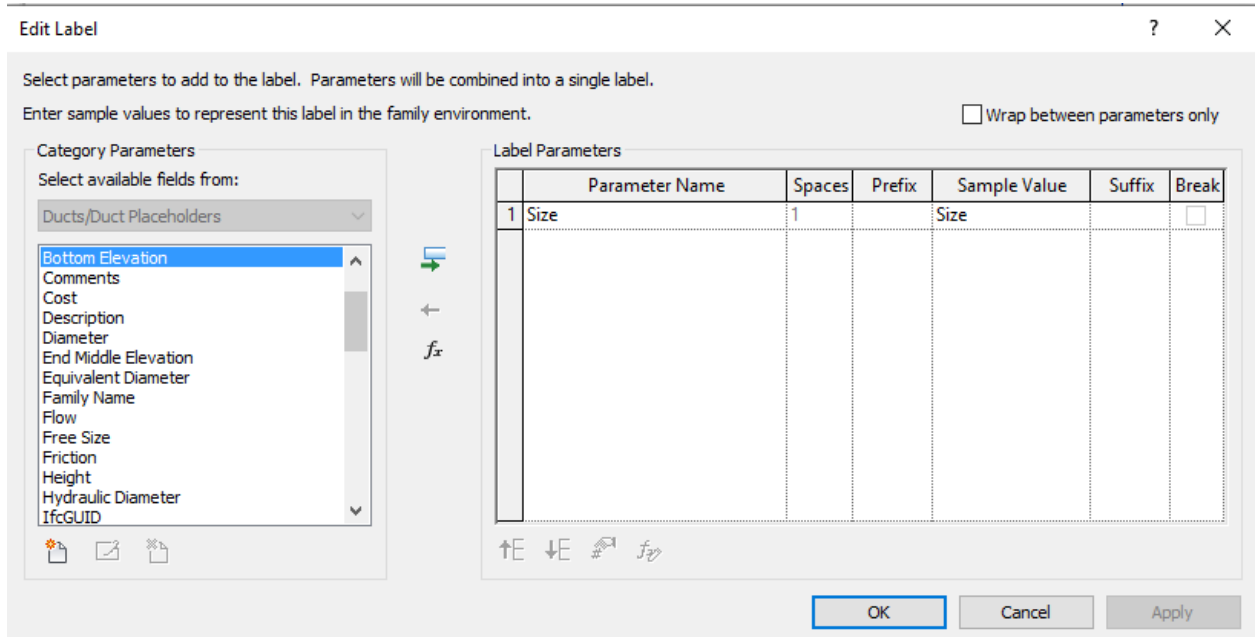 Edit Label
?
Select parameters to add to the label. Parameters will be combined into a single label.
Enter sample values to represent this label in the family environment.
Wrap between parameters only
Category Parameters
Select available fields from:
Ducts/Duct Placeholders
Bottom Elevation
Comments
Cost
Description
Diameter
End Middle Elevation
Equivalent Diameter
Family Name
Flow
Free Size
Friction
Height
Hydraulic Diameter
IfcGUID
fx
Label Parameters
Parameter Name Spaces Prefix Sample Value Suffix Break
1 Size 1 Size
OK Cancel Apply